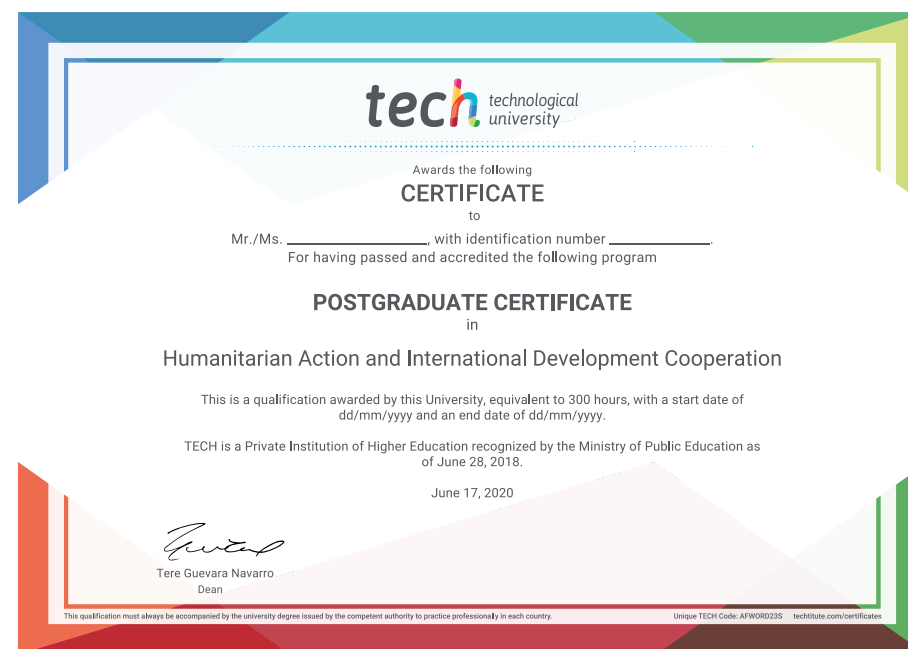 tech technological
university
Awards the following
CERTIFICATE
to
Mr./Ms. ________________, with identification number ____________.
For having passed and accredited the following program
POSTGRADUATE CERTIFICATE
in
Humanitarian Action and International Development Cooperation
This is a qualification awarded by this University, equivalent to 300 hours, with a start date of
dd/mm/yyyy and an end date of dd/mm/yyyy.
TECH is a Private Institution of Higher Education recognized by the Ministry of Public Education as
of June 28, 2018.
June 17, 2020
Tere Guevara Navarro
Dean
This qualification must always be accompanied by the university degree issued by the competent authority to practice professionally in each country.
Unique TECH Code: AFWORD23S techtitute.com/certificates